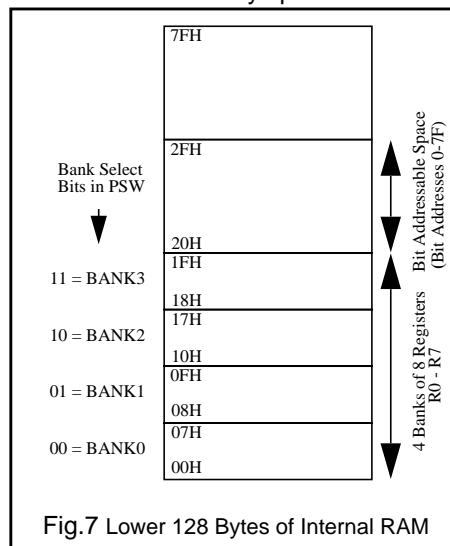 7FH
2FH
Bank Select
Bits in PSW
20H
1FH
11 = BANK3
18H
17H
10 = BANK2
10H
0FH
01 = BANK1
08H
07H
00 = BANK0
00H
Bit Addressable Space
(Bit Addresses 0-7F)
4 Banks of 8 Registers
R0 - R7
Fig.7 Lower 128 Bytes of Internal RAM